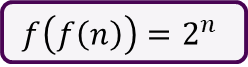 f(f(n)) = 2ⁿ